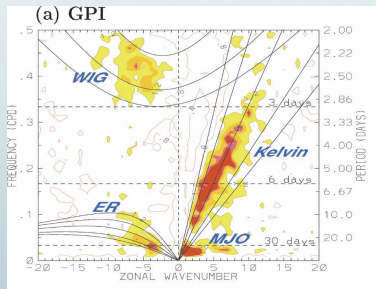 (a) GPI
.5
.4
.3
.2
.1
0
FREQUENCY (CPD)
2.00
2.22
2.50
2.86
3.33
4.00
5.00
6.67
10.0
20.0
PERIOD (DAYS)
WIG
Kelvin
ER
MJO
3 days
6 days
30 days
-20 -15 -10 -5 0 5 10 15 20
ZONAL WAVENUMBER